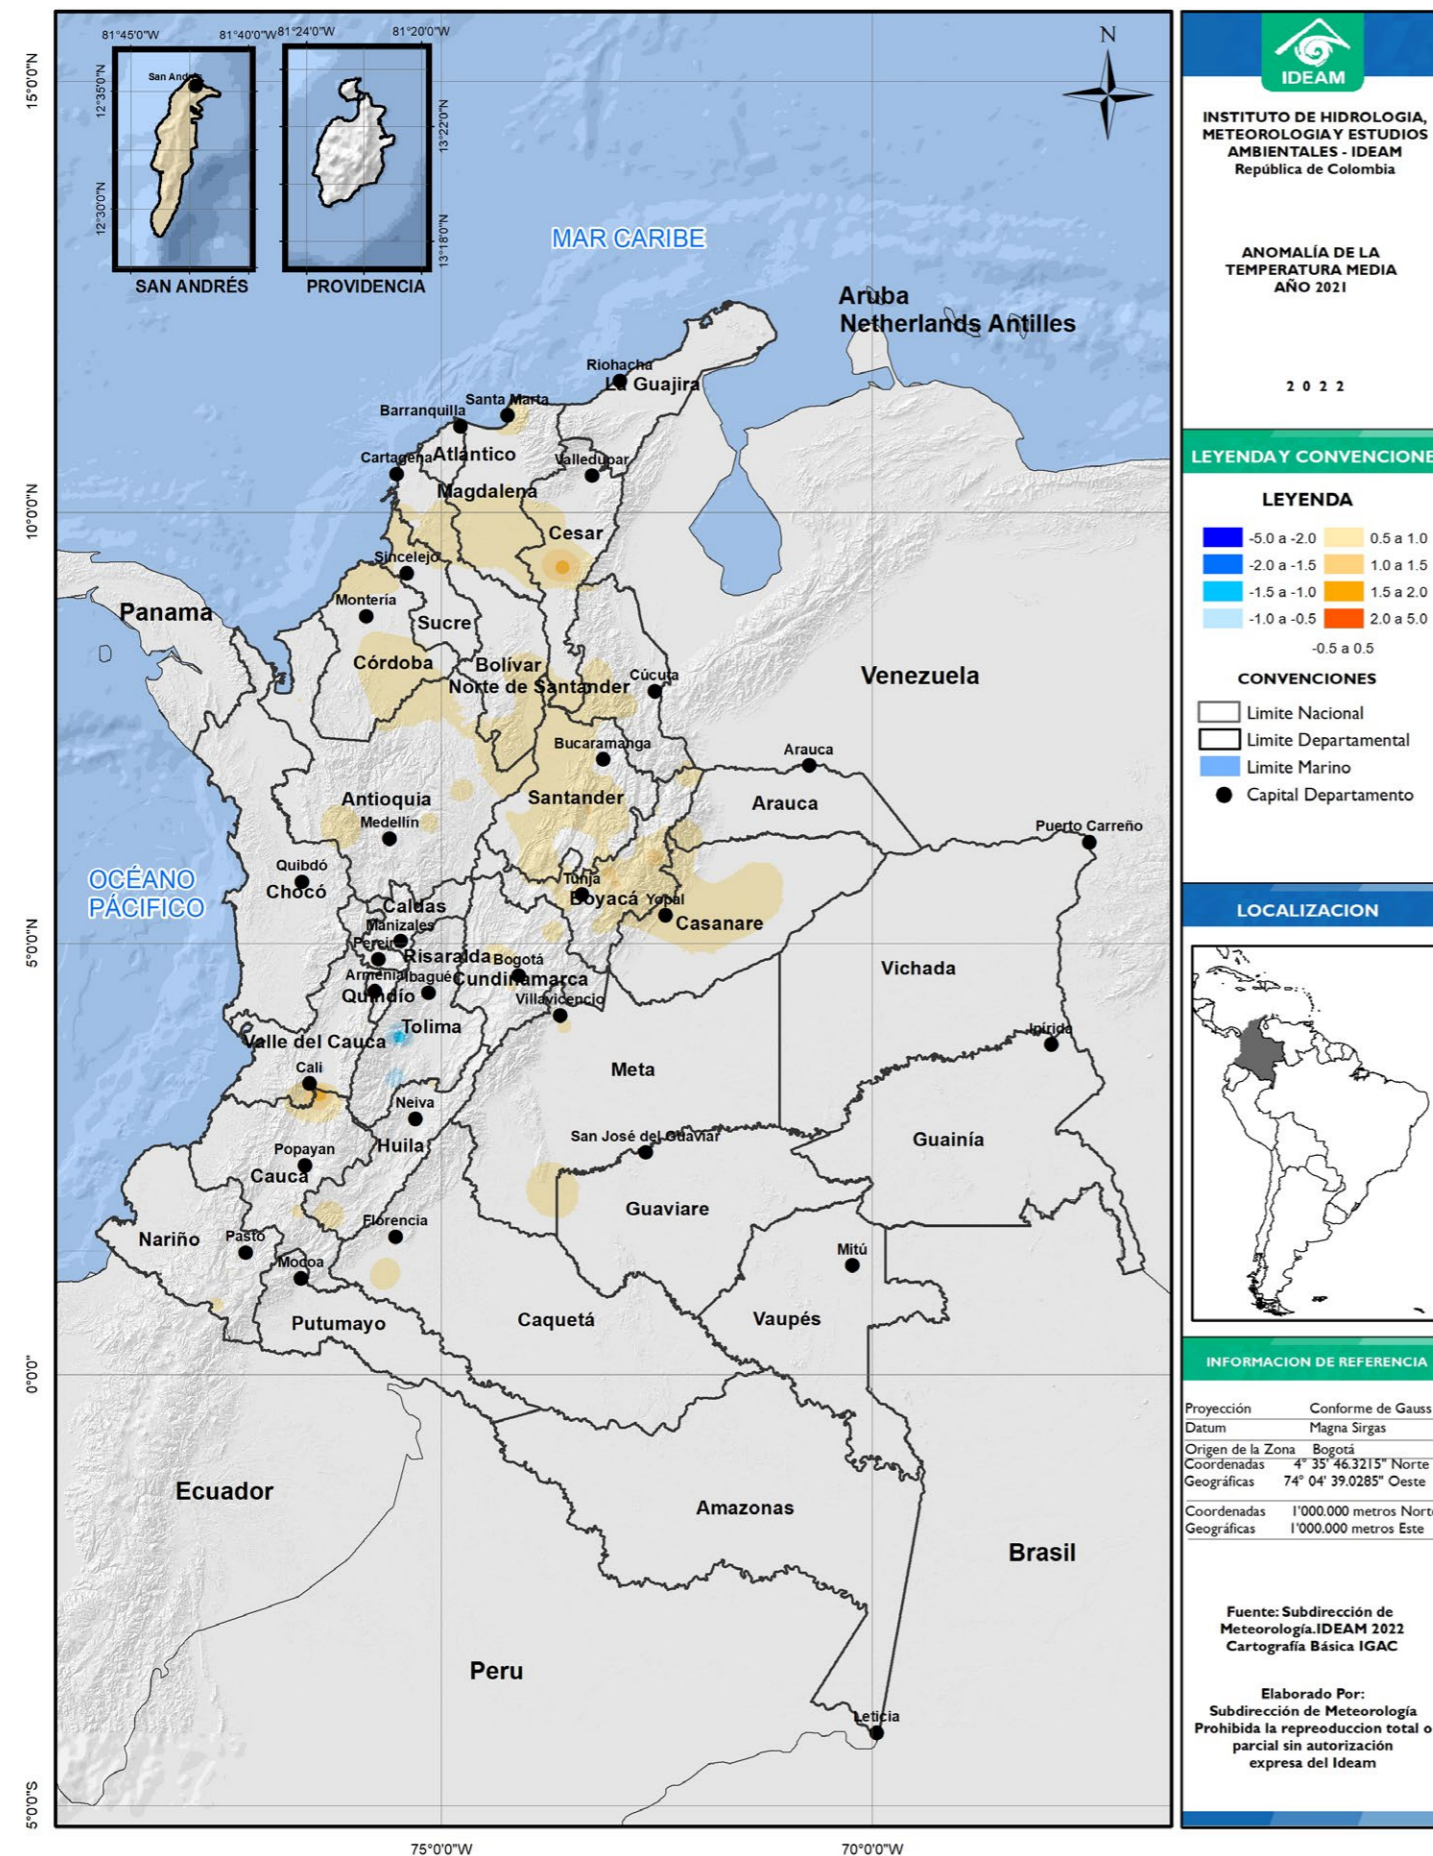 81°45'0"W
81°40'0"W
81°24'0"W
81°20'0"W
12°35'0"N
12°30'0"N
13°22'0"N
13°18'0"N
San Andrés
SAN ANDRÉS
PROVIDENCIA
N
15°0'0"N
10°0'0"N
5°0'0"N
0°0'0"
5°0'0"S
75°0'0"W
70°0'0"W
MAR CARIBE
Aruba
Netherlands Antilles
Riohacha
La Guajira
Santa Marta
Barranquilla
Cartagena
Atlántico
Valledupar
Magdalena
Cesar
Sincelejo
Panama
Montería
Sucre
Córdoba
Bolívar
Norte de Santander
Cúcuta
Venezuela
Bucaramanga
Arauca
Antioquia
Santander
Arauca
Medellín
Puerto Carreño
Quibdó
Chocó
OCÉANO
PÁCIFICO
Tunja
Boyacá
Yopal
Caldas
Casanare
Manizales
Pereira
Risaralda
Bogotá
Armenia
Ibagué
Cundinamarca
Vichada
Quindío
Villavicencio
Tolima
Valle del Cauca
Inírida
Cali
Meta
Neiva
San José del Guaviar
Guainía
Popayan
Huila
Cauca
Guaviare
Florencia
Nariño
Pasto
Mitú
Mocoa
Putumayo
Caquetá
Vaupés
Ecuador
Amazonas
Brasil
Peru
Leticia
IDEAM
INSTITUTO DE HIDROLOGIA,
METEOROLOGIA Y ESTUDIOS
AMBIENTALES - IDEAM
República de Colombia
ANOMALÍA DE LA
TEMPERATURA MEDIA
AÑO 2021
2 0 2 2
LEYENDA Y CONVENCIONE
LEYENDA
-5.0 a -2.0
0.5 a 1.0
-2.0 a -1.5
1.0 a 1.5
-1.5 a -1.0
1.5 a 2.0
-1.0 a -0.5
2.0 a 5.0
-0.5 a 0.5
CONVENCIONES
Limite Nacional
Limite Departamental
Limite Marino
Capital Departamento
LOCALIZACION
INFORMACION DE REFERENCIA
Proyección Conforme de Gauss
Datum Magna Sirgas
Origen de la Zona Bogotá
Coordenadas 4° 35' 46.3215" Norte
Geográficas 74° 04' 39.0285" Oeste
Coordenadas 1'000.000 metros Norte
Geográficas 1'000.000 metros Este
Fuente: Subdirección de
Meteorología.IDEAM 2022
Cartografía Básica IGAC
Elaborado Por:
Subdirección de Meteorología
Prohibida la repreoduccion total o
parcial sin autorización
expresa del Ideam